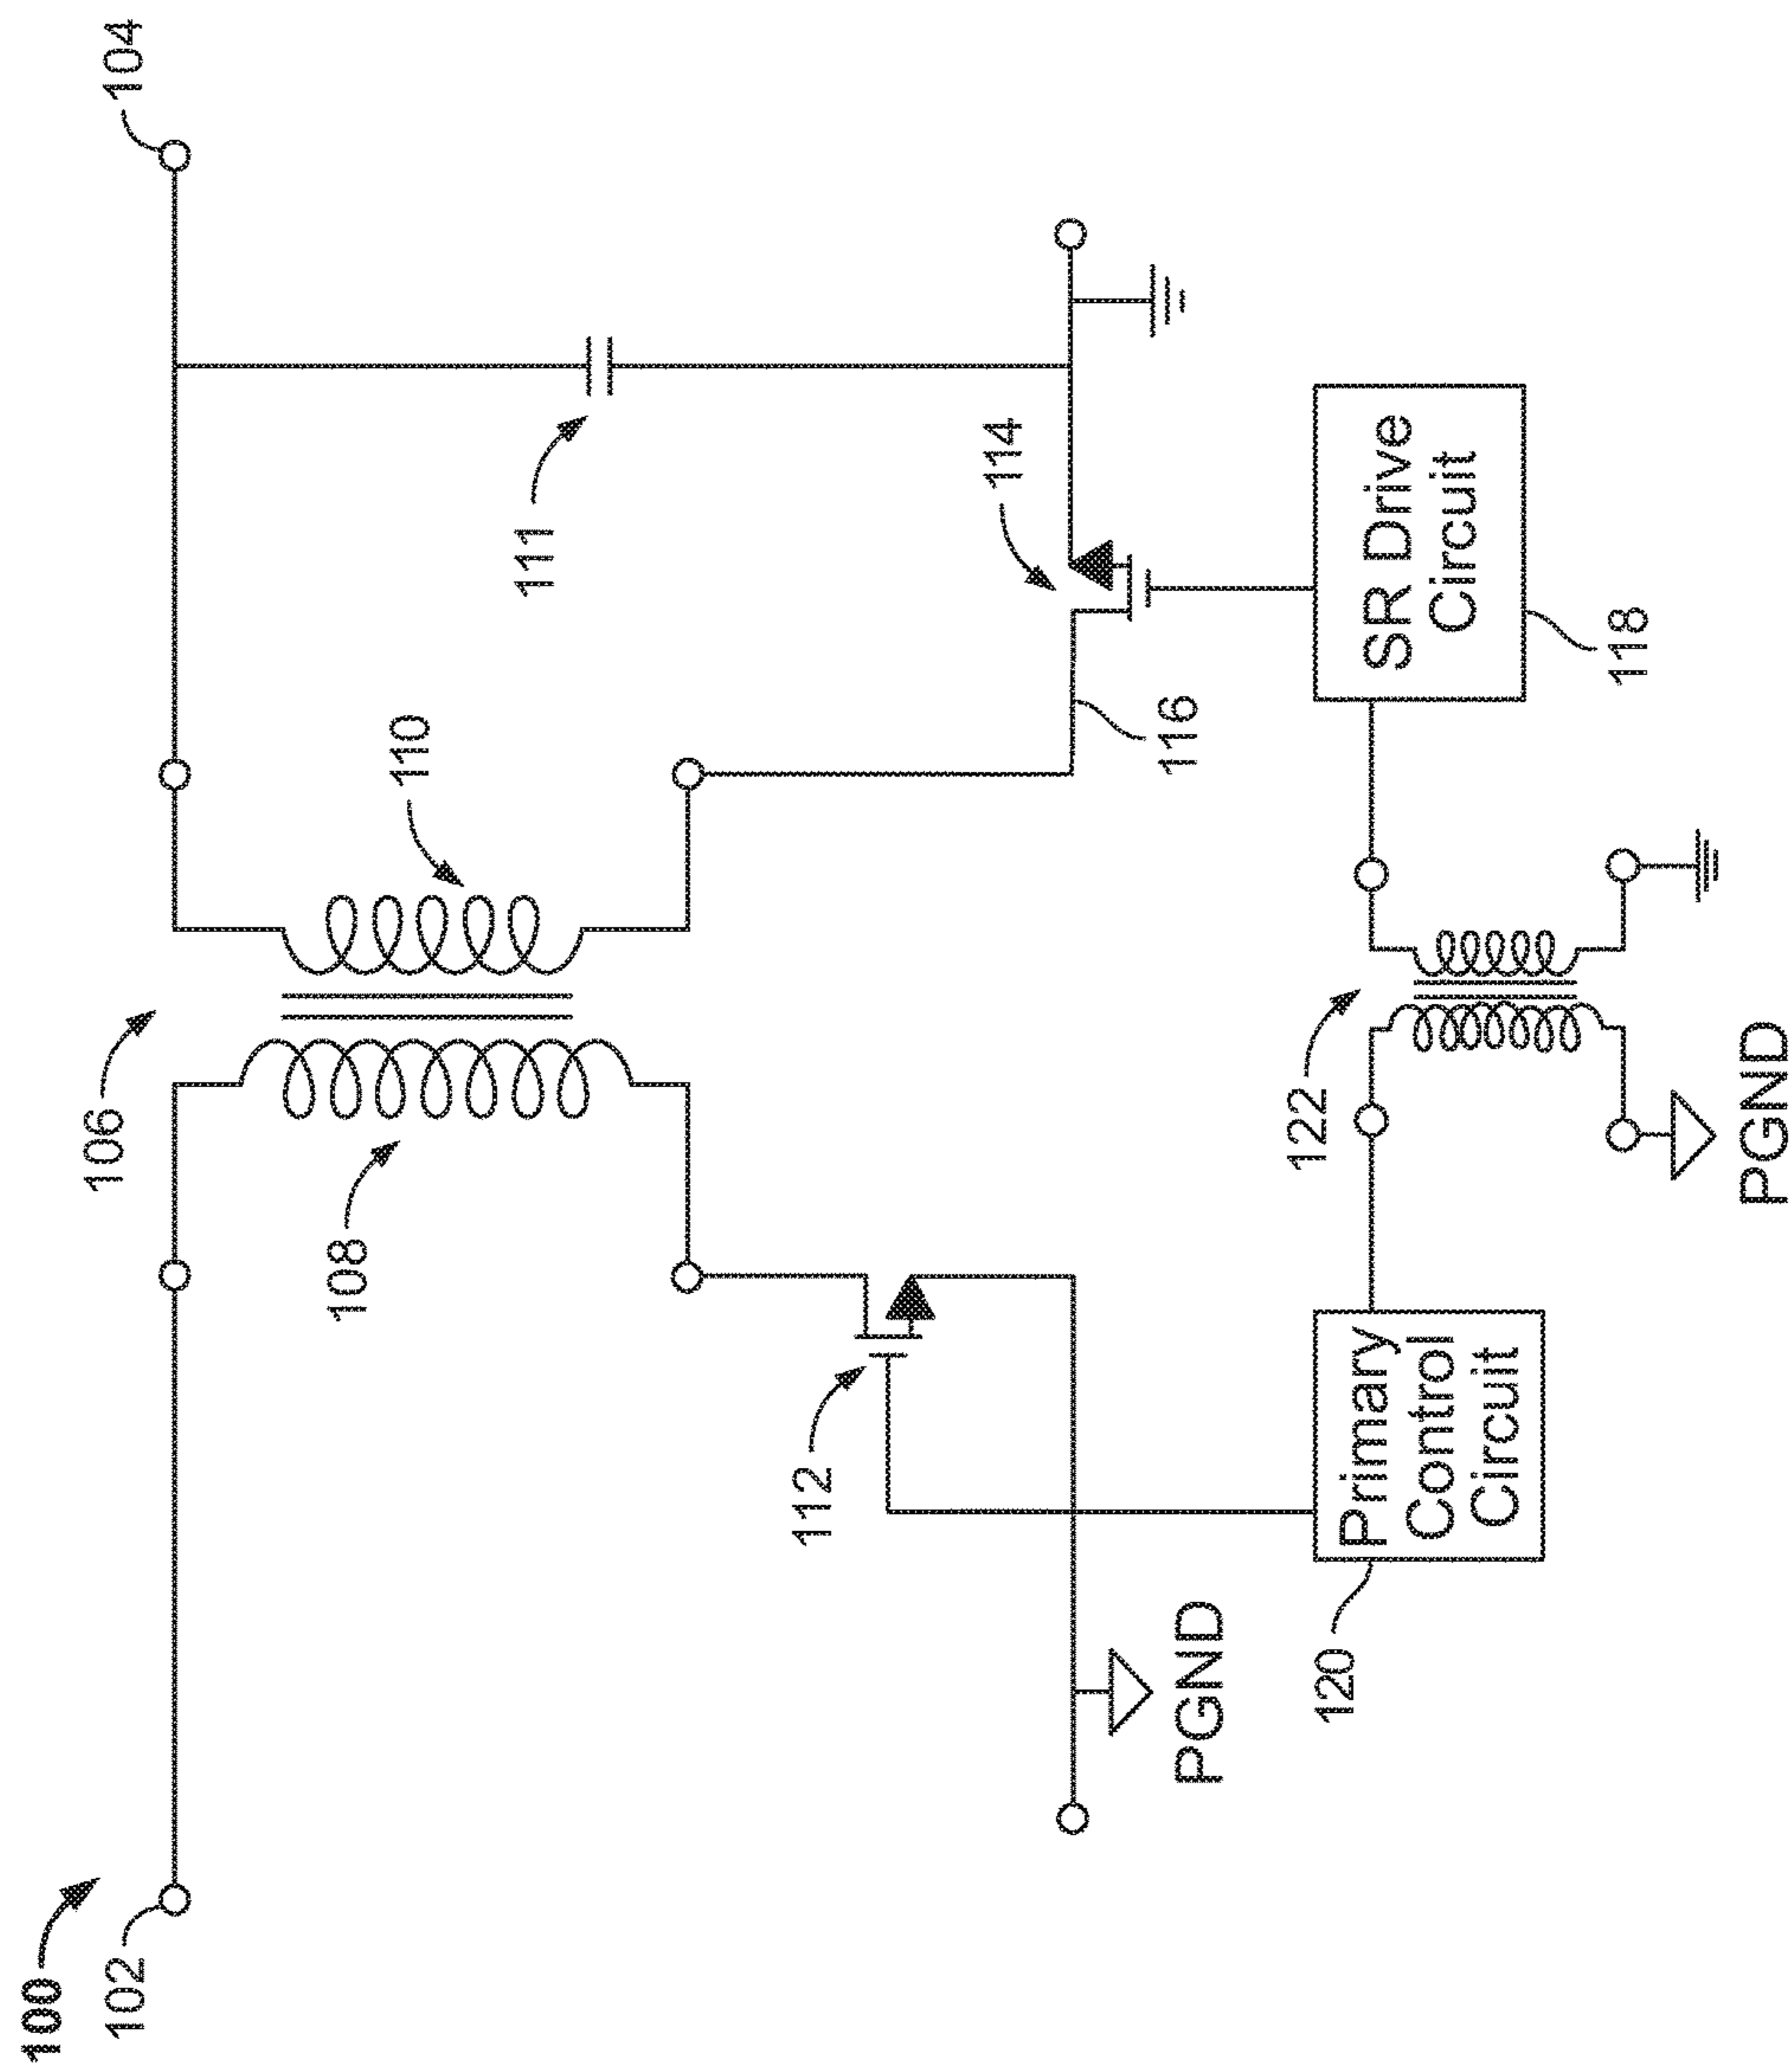 100
102
104
106
108
110
111
112
114
116
PGND
120
Primary
Control
Circuit
122
PGND
SR Drive
Circuit
118